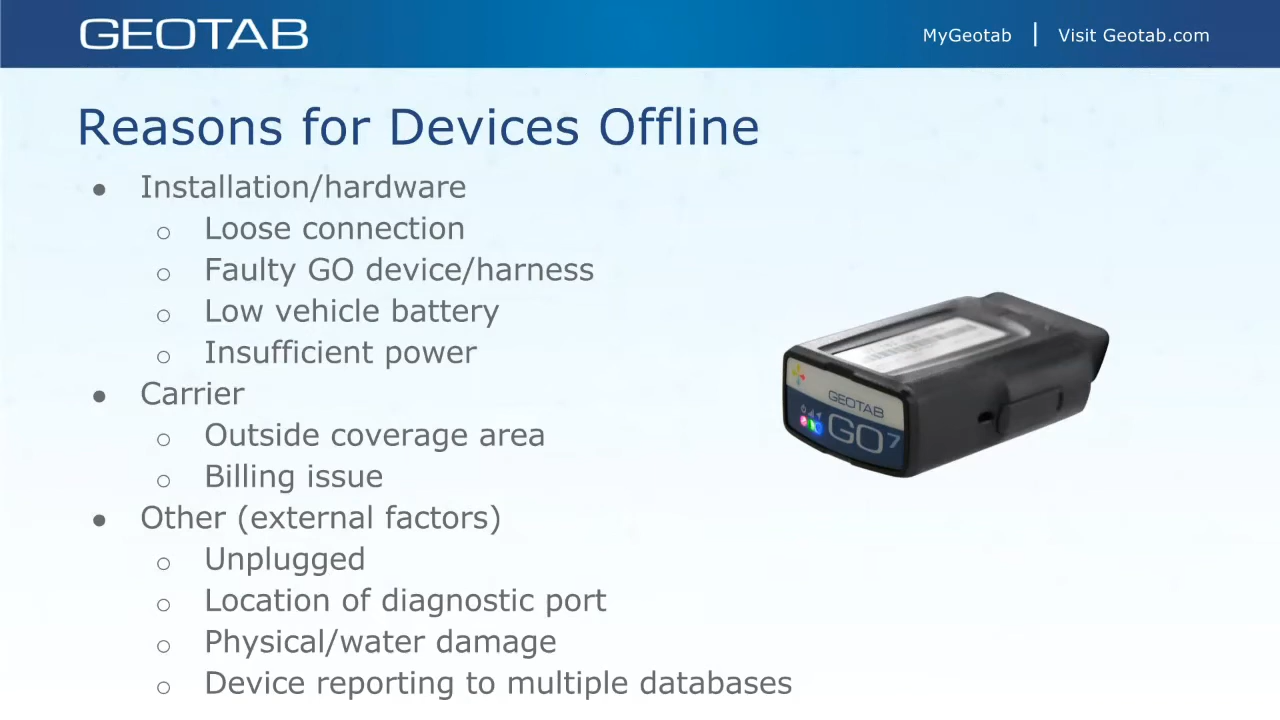 GEOTAB
MyGeotab | Visit Geotab.com
Reasons for Devices Offline
● Installation/hardware
○ Loose connection
○ Faulty GO device/harness
○ Low vehicle battery
○ Insufficient power
● Carrier
○ Outside coverage area
○ Billing issue
● Other (external factors)
○ Unplugged
○ Location of diagnostic port
○ Physical/water damage
○ Device reporting to multiple databases
GEOTAB
GO7